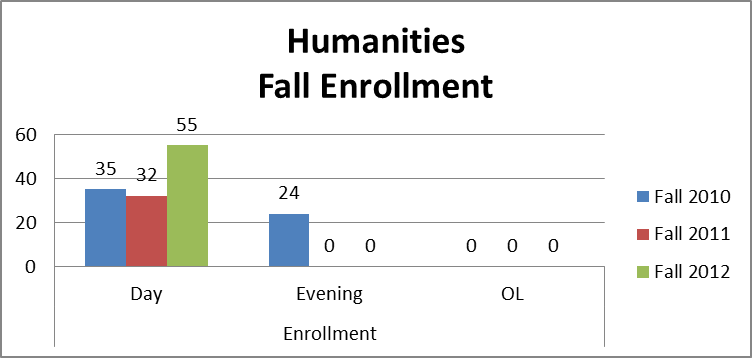 Humanities
Fall Enrollment
60
40
20
0
35
32
55
24
0
0
0
0
0
Day
Evening
OL
Enrollment
Fall 2010
Fall 2011
Fall 2012